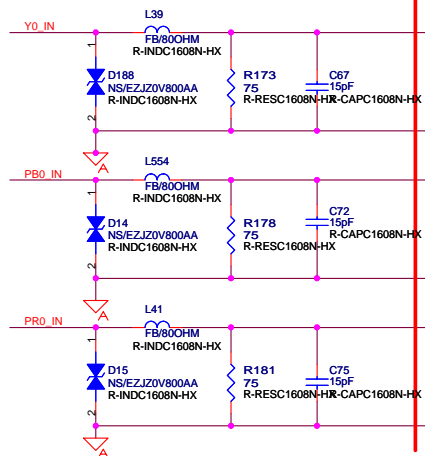 L39
Y0_IN
FB/80OHM
R-INDC1608N-HX
1
D188
NS/EZJZ0V800AA
R-INDC1608N-HX
2
R173
75
R-RESC1608N-HX
C67
15pF
R-CAPC1608N-HX
A
L554
PB0_IN
FB/80OHM
R-INDC1608N-HX
1
D14
NS/EZJZ0V800AA
R-INDC1608N-HX
2
R178
75
R-RESC1608N-HX
C72
15pF
R-CAPC1608N-HX
A
L41
PR0_IN
FB/80OHM
R-INDC1608N-HX
1
D15
NS/EZJZ0V800AA
R-INDC1608N-HX
2
R181
75
R-RESC1608N-HX
C75
15pF
R-CAPC1608N-HX
A